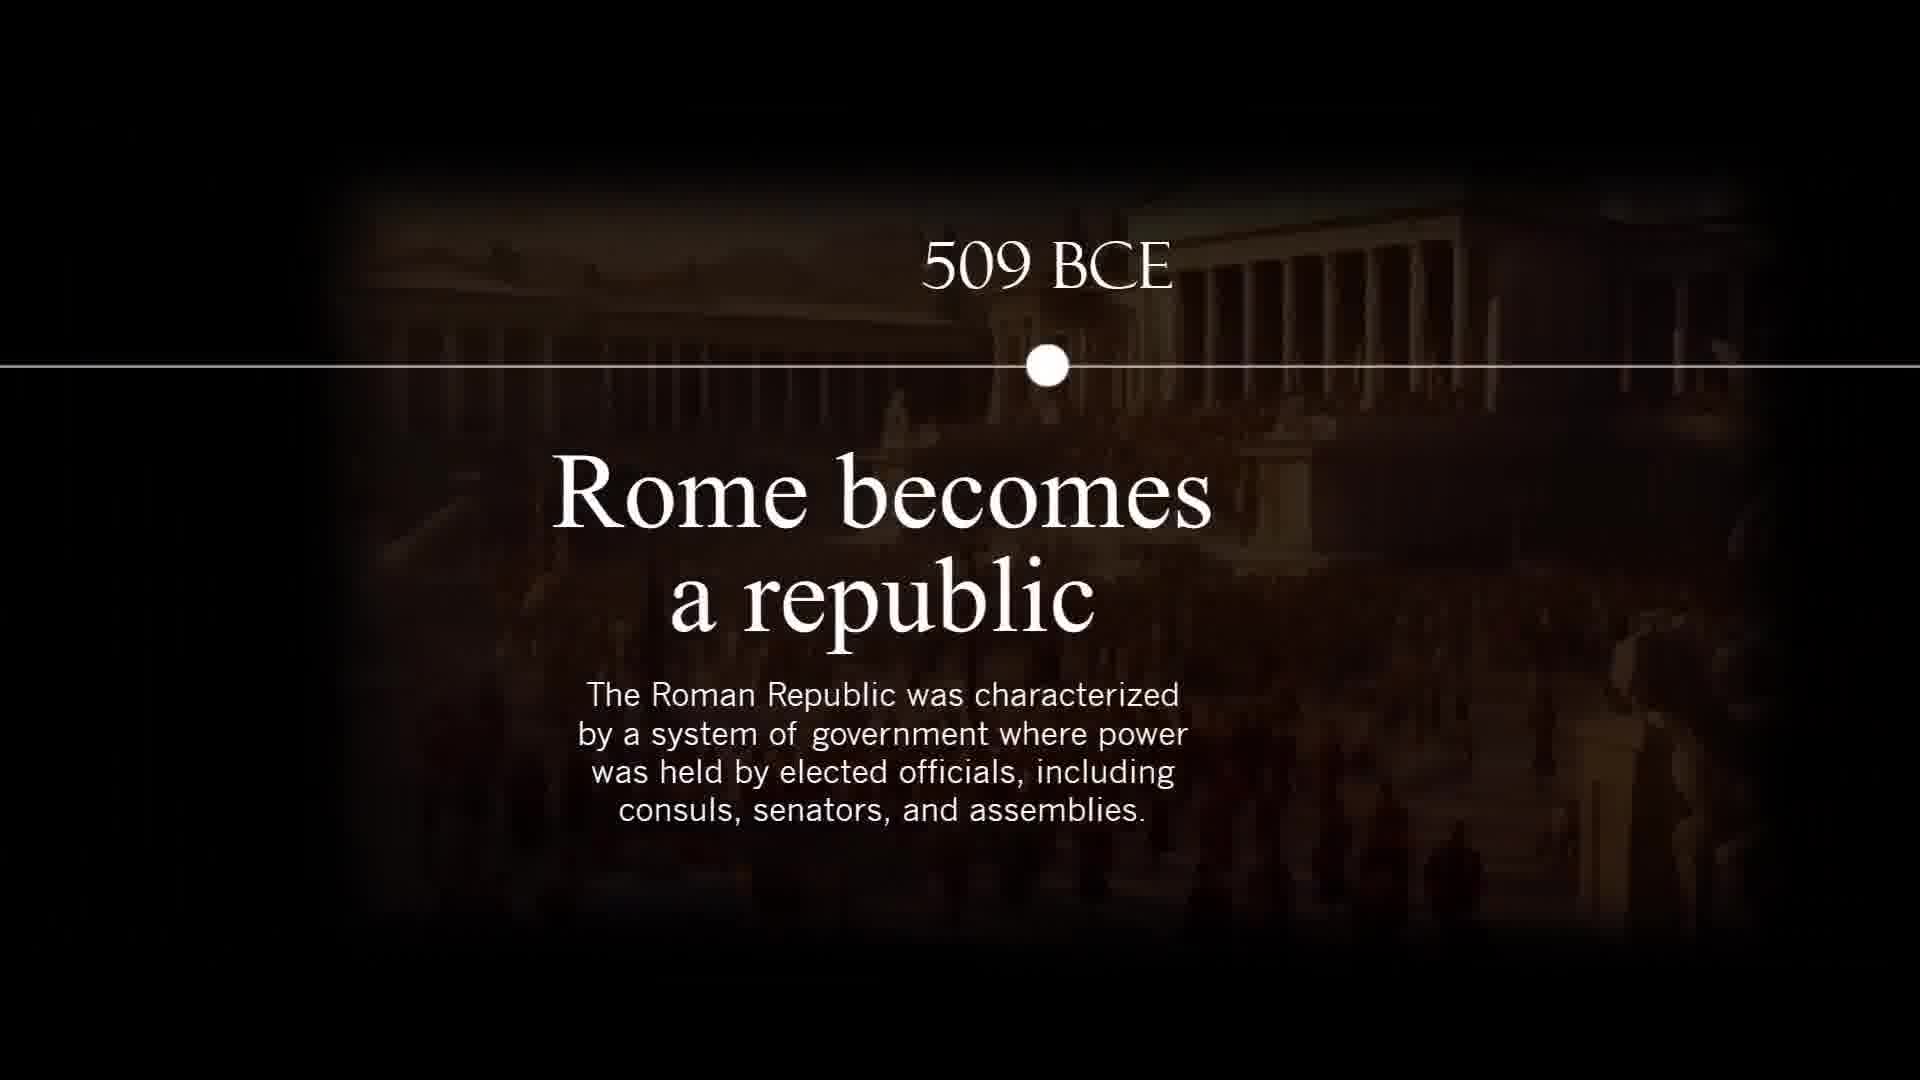 509 BCE
Rome becomes
a republic
The Roman Republic was characterized
by a system of government where power
was held by elected officials, including
consuls, senators, and assemblies.